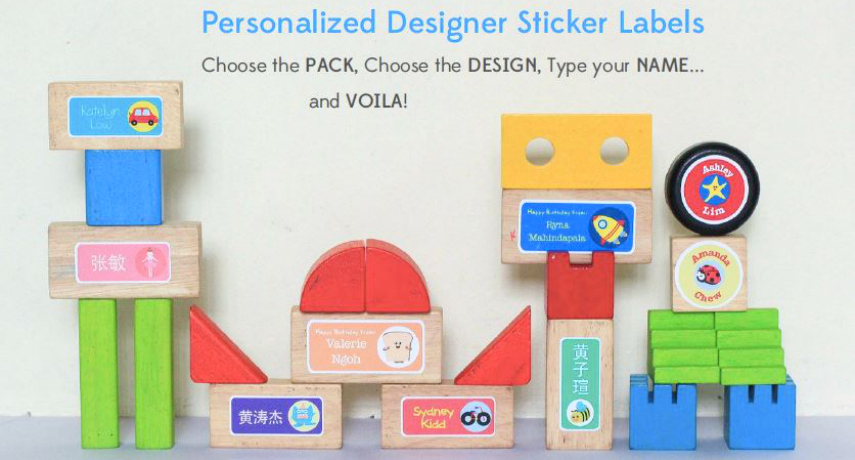 Personalized Designer Sticker Labels
Choose the PACK, Choose the DESIGN, Type your NAME...
and VOILA!
Katelyn
Low
张敏
Happy Birthday from:
Valerie
Ngoh
黄涛杰
Sydney
Kidd
Happy Birthday from:
Ryna
Mahindapala
黄子瑄
Ashley
Lim
Amanda
Chew